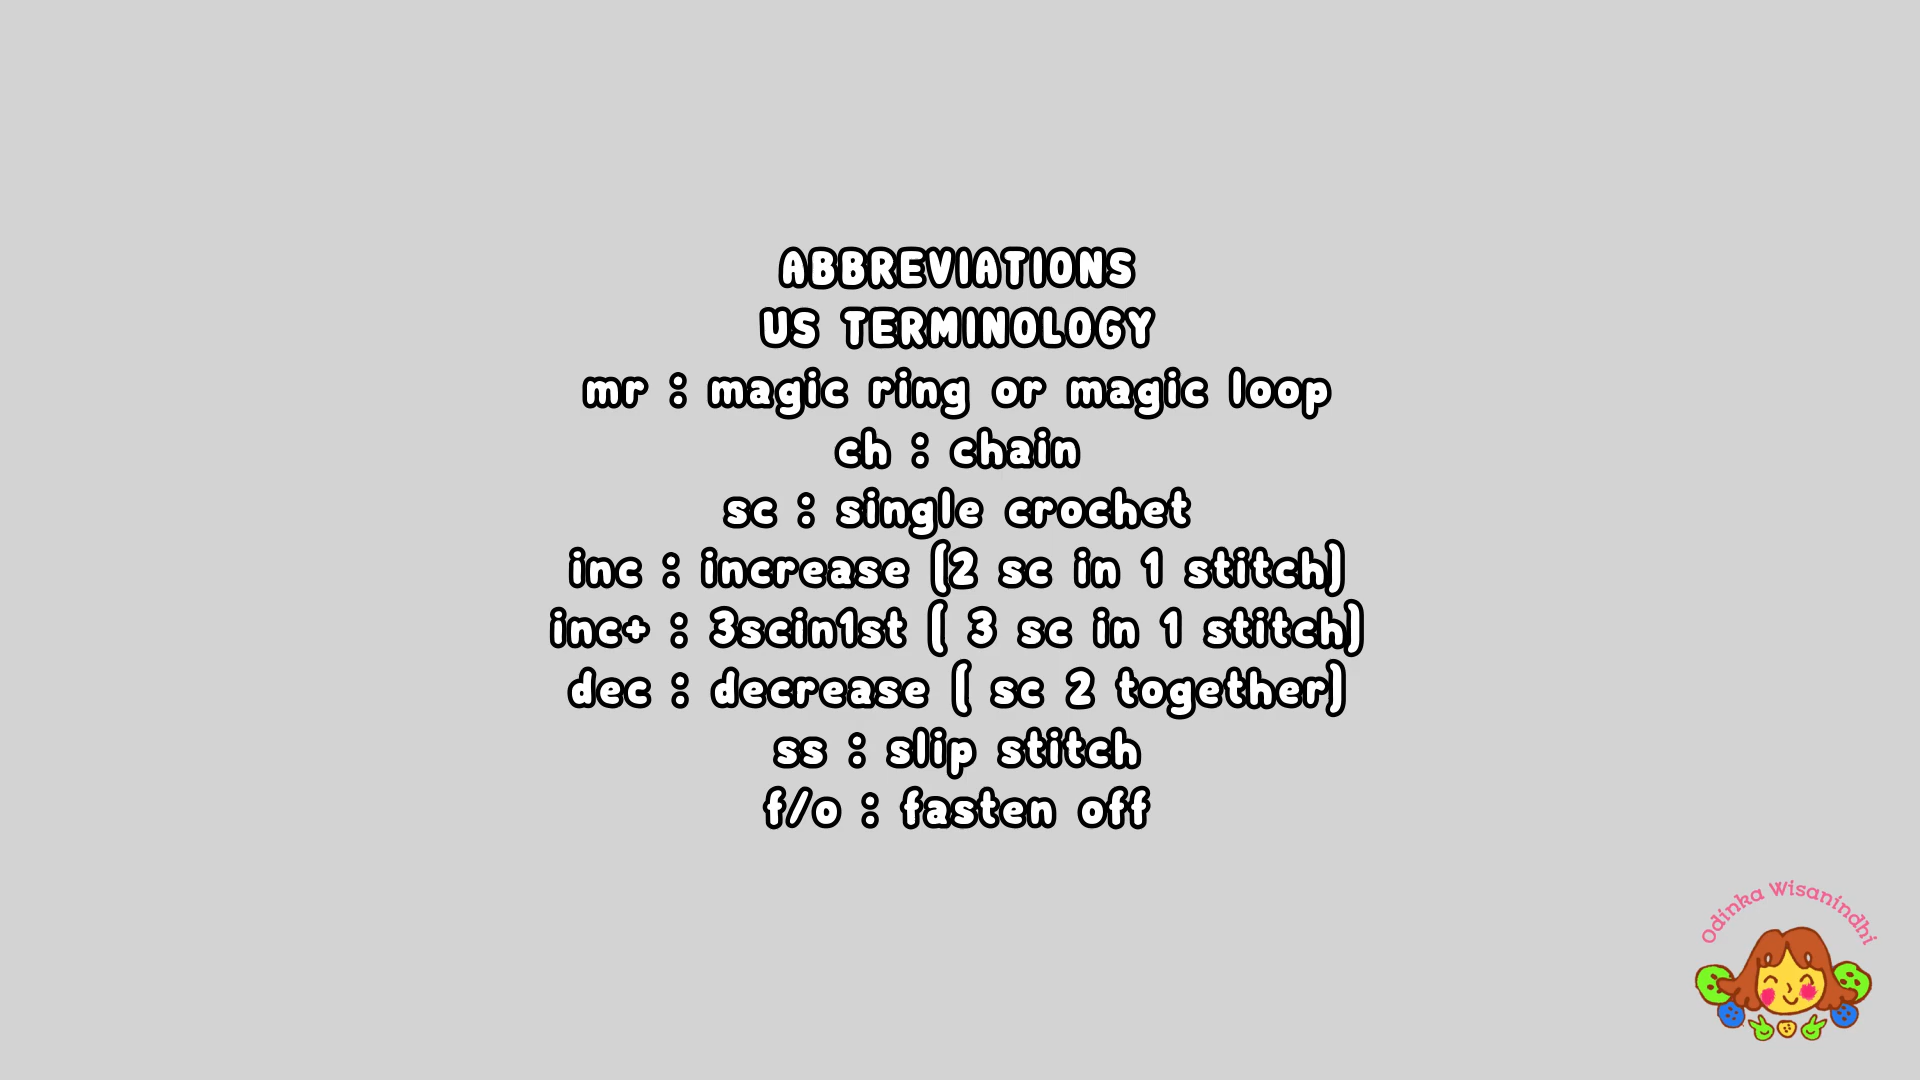 ABBREVIATIONS
US TERMINOLOGY
mr : magic ring or magic loop
ch : chain
sc : single crochet
inc : increase (2 sc in 1 stitch)
inc+ : 3scin1st ( 3 sc in 1 stitch)
dec : decrease ( sc 2 together)
ss : slip stitch
f/o : fasten off
Odinka Wisanindhi